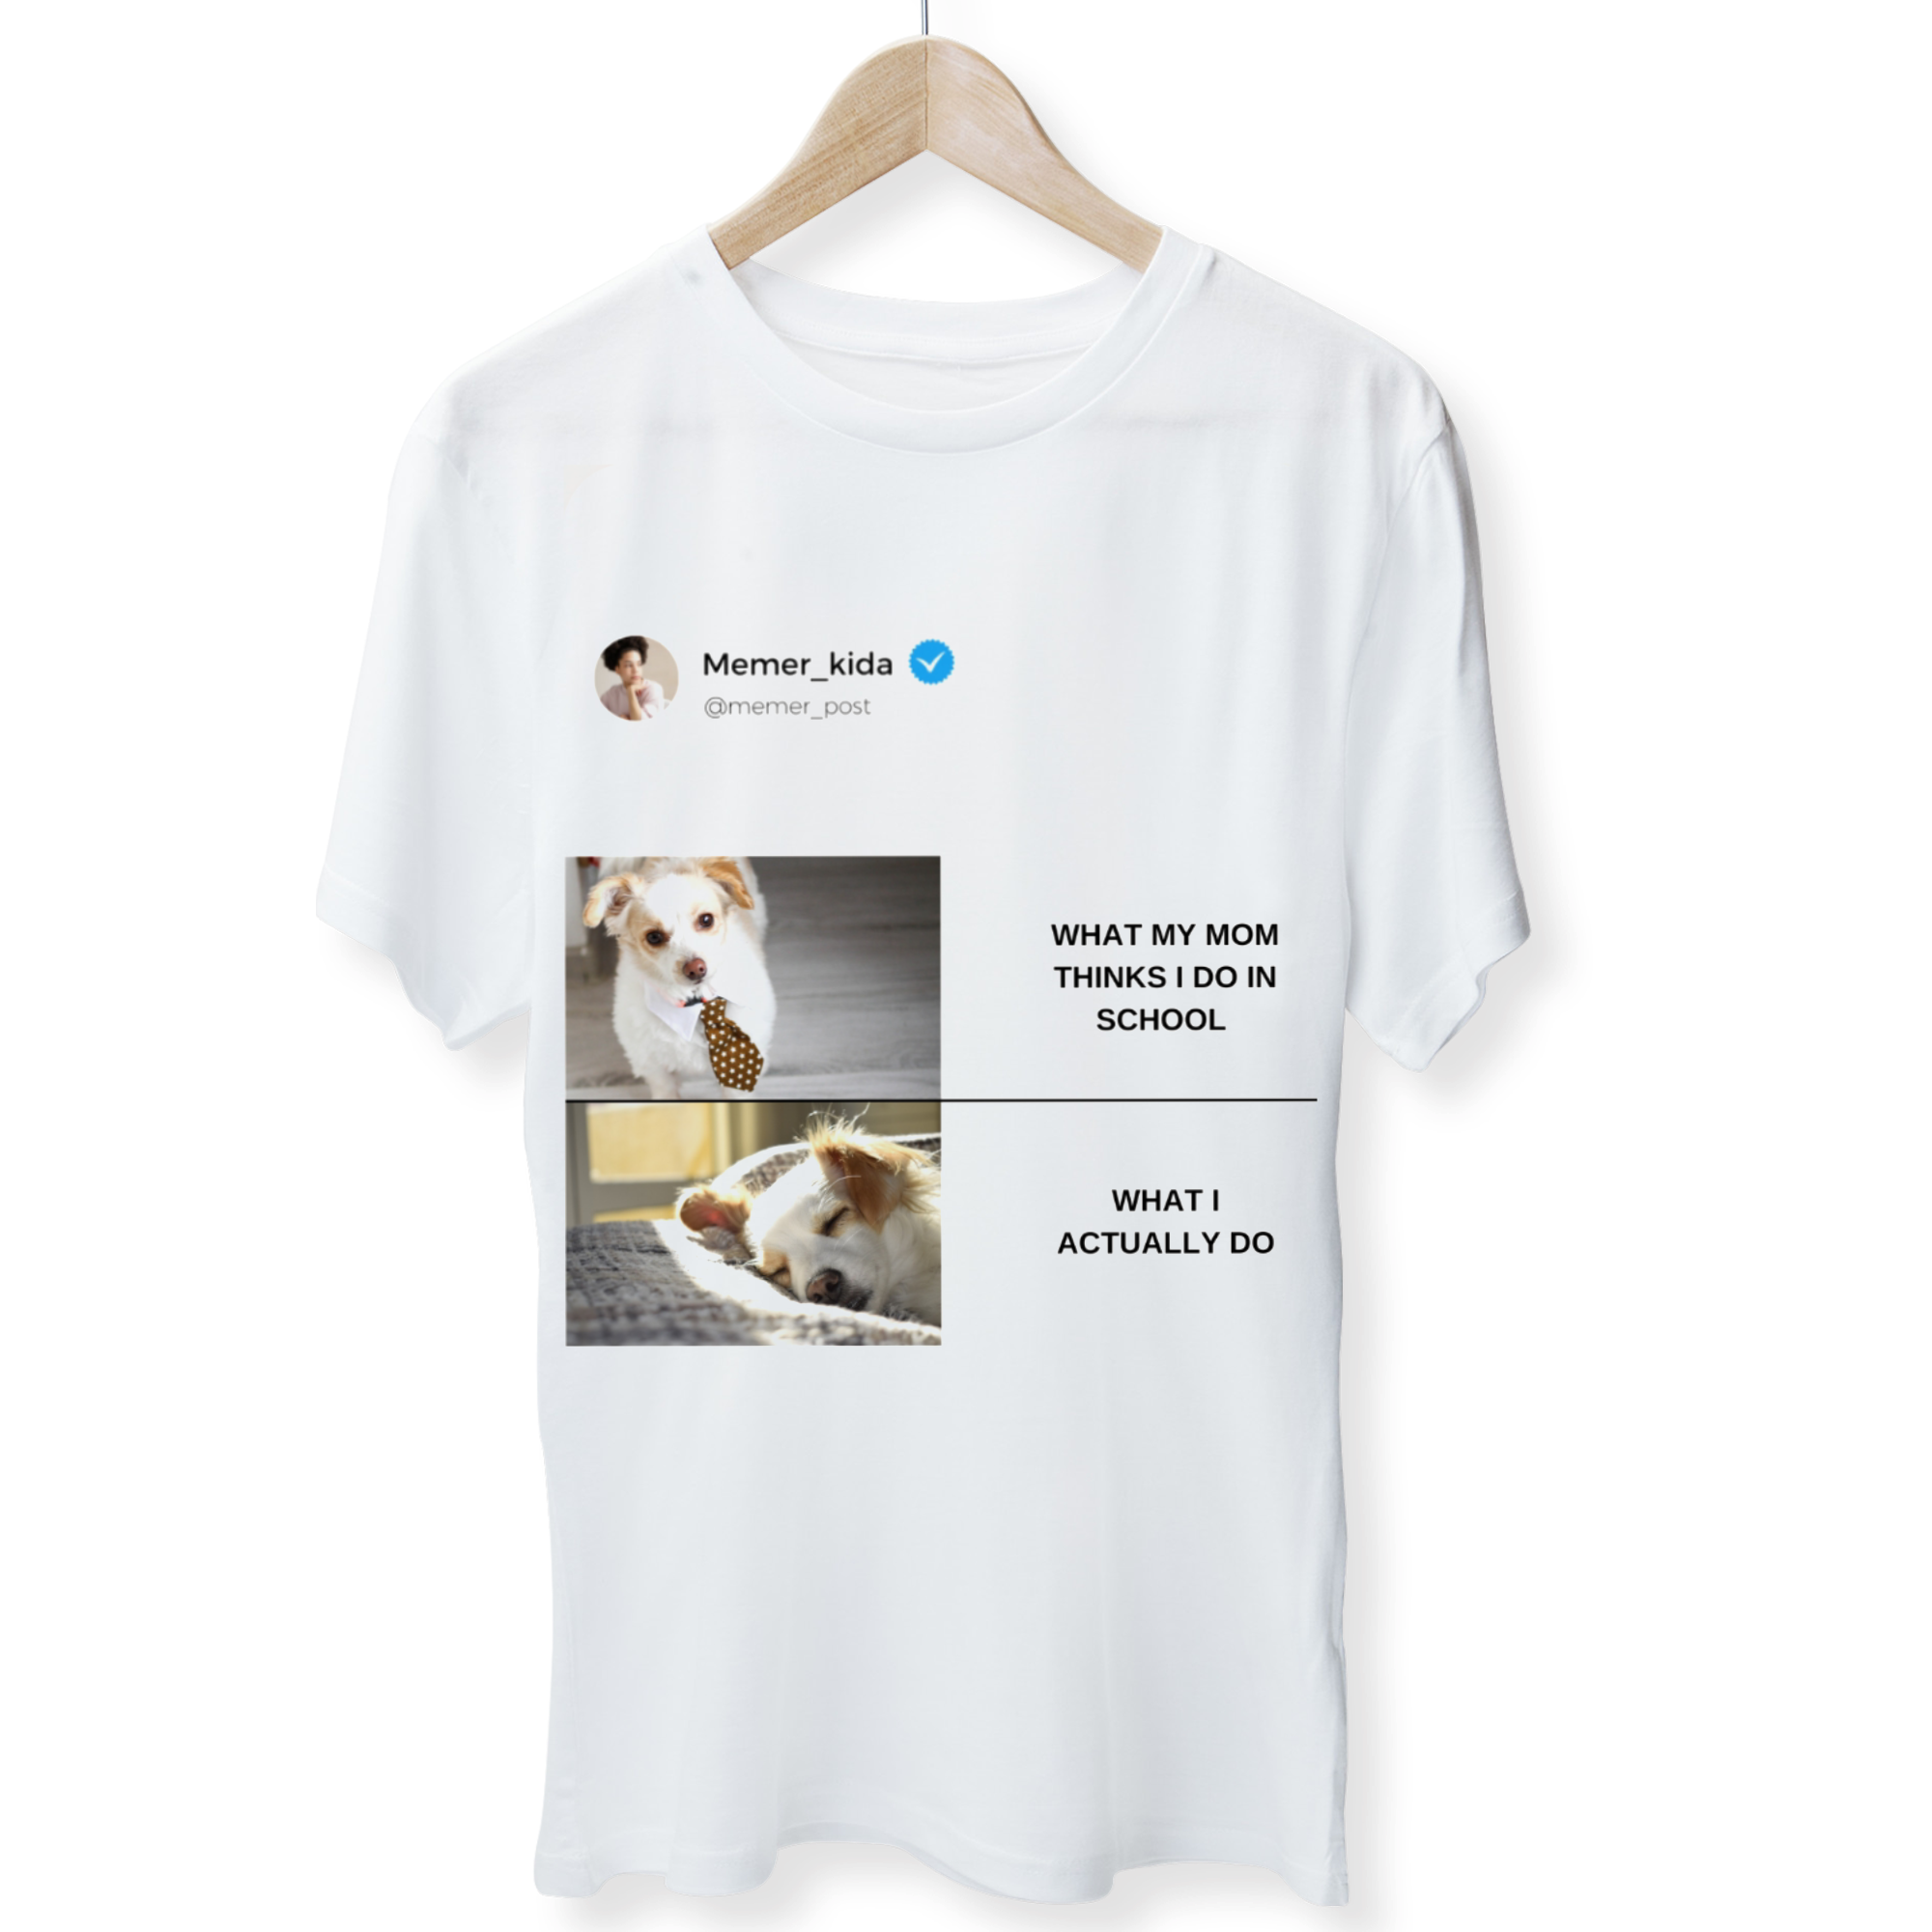 Memer_kida
@memer_post
WHAT MY MOM
THINKS I DO IN
SCHOOL
WHAT I
ACTUALLY DO